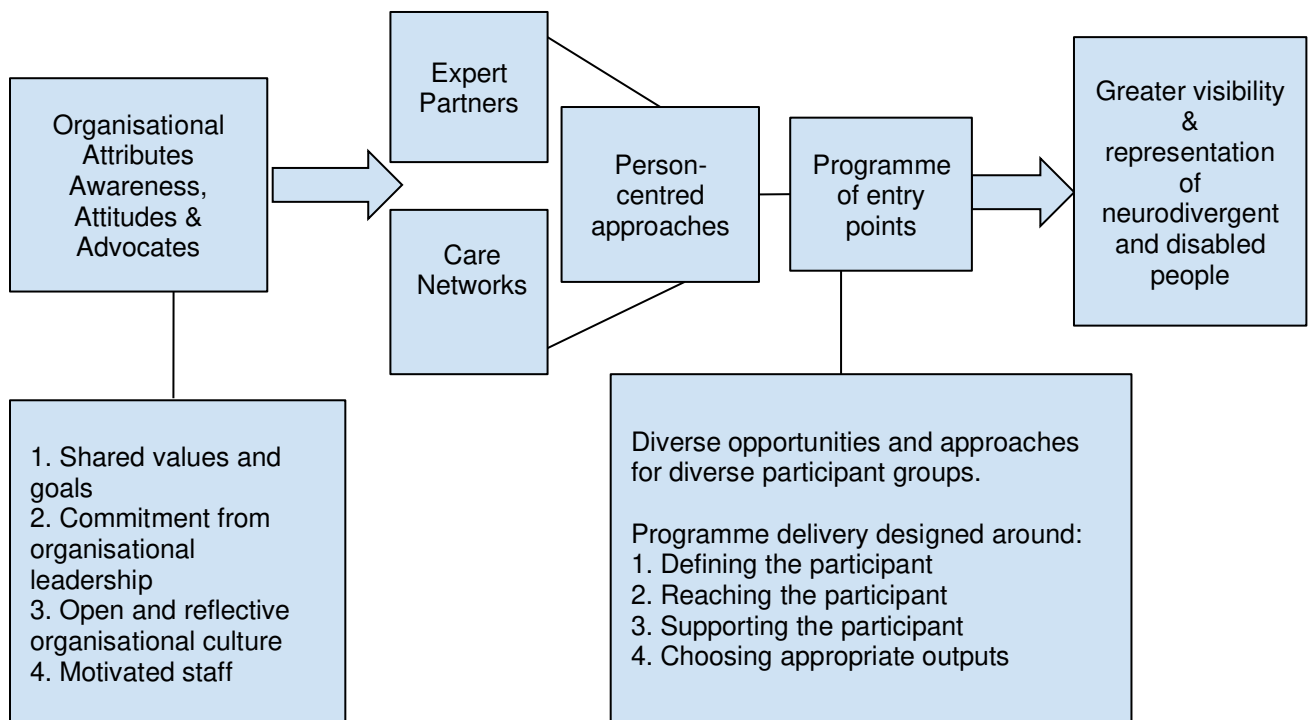 Organisational
Attributes
Awareness,
Attitudes &
Advocates
Expert
Partners
Care
Networks
Person-
centred
approaches
Programme
of entry
points
Greater visibility
&
representation
of
neurodivergent
and disabled
people
1. Shared values and
goals
2. Commitment from
organisational
leadership
3. Open and reflective
organisational culture
4. Motivated staff
Diverse opportunities and approaches
for diverse participant groups.
Programme delivery designed around:
1. Defining the participant
2. Reaching the participant
3. Supporting the participant
4. Choosing appropriate outputs